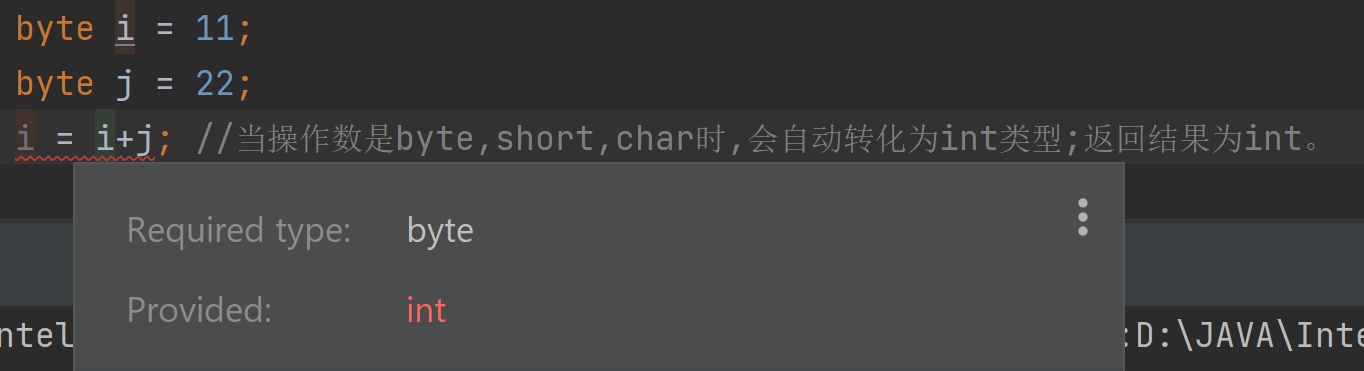 byte i = 11;
byte j = 22;
i = i+j; //当操作数是byte,short,char时,会自动转化为int类型;返回结果为int。
Required type: byte
Provided: int
:D:\JAVA\Inte